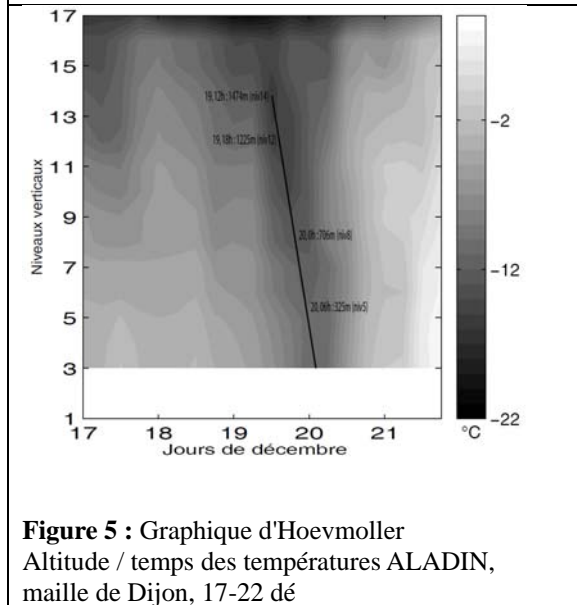 17
15
13
11
9
7
5
3
1
Niveaux verticaux
19,12h : 1474m (niv14)
19,18h : 1225m (niv12)
20,0h : 706m (niv8)
20,06h : 325m (niv5)
17 18 19 20 21
Jours de décembre
-2
-12
-22
°C
Figure 5 : Graphique d'Hoevmoller
Altitude / temps des températures ALADIN,
maille de Dijon, 17-22 dé